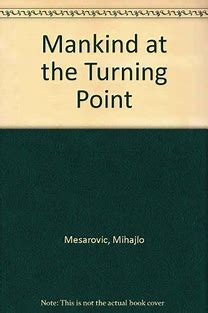 Mankind at
the Turning
Point
Mesarovic, Mihajlo
Note: This is not the actual book cover